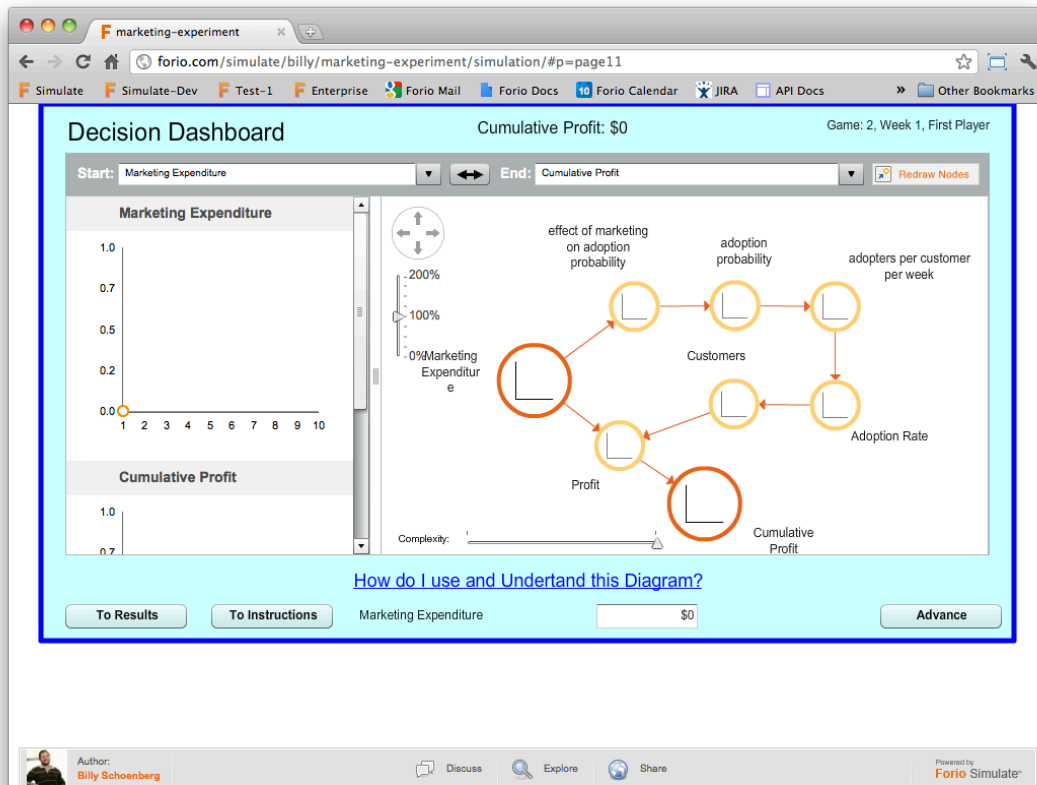 marketing-experiment
forio.com/simulate/billy/marketing-experiment/simulation/#p=page11
Simulate
Simulate-Dev
Test-1
Enterprise
Forio Mail
Forio Docs
10
Forio Calendar
JIRA
API Docs
»
Other Bookmarks
Decision Dashboard
Cumulative Profit: $0
Game: 2, Week 1, First Player
Start:
Marketing Expenditure
End:
Cumulative Profit
Redraw Nodes
Marketing Expenditure
1.0
0.7
0.5
0.2
0.0
1 2 3 4 5 6 7 8 9 10
Cumulative Profit
1.0
0.7
200%
100%
0%
effect of marketing
on adoption
probability
adoption
probability
adopters per customer
per week
Marketing
Expenditur
e
Customers
Adoption Rate
Profit
Cumulative
Profit
Complexity:
How do I use and Undertand this Diagram?
To Results
To Instructions
Marketing Expenditure
$0
Advance
Author:
Billy Schoenberg
Discuss
Explore
Share
Powered by
Forio Simulate™